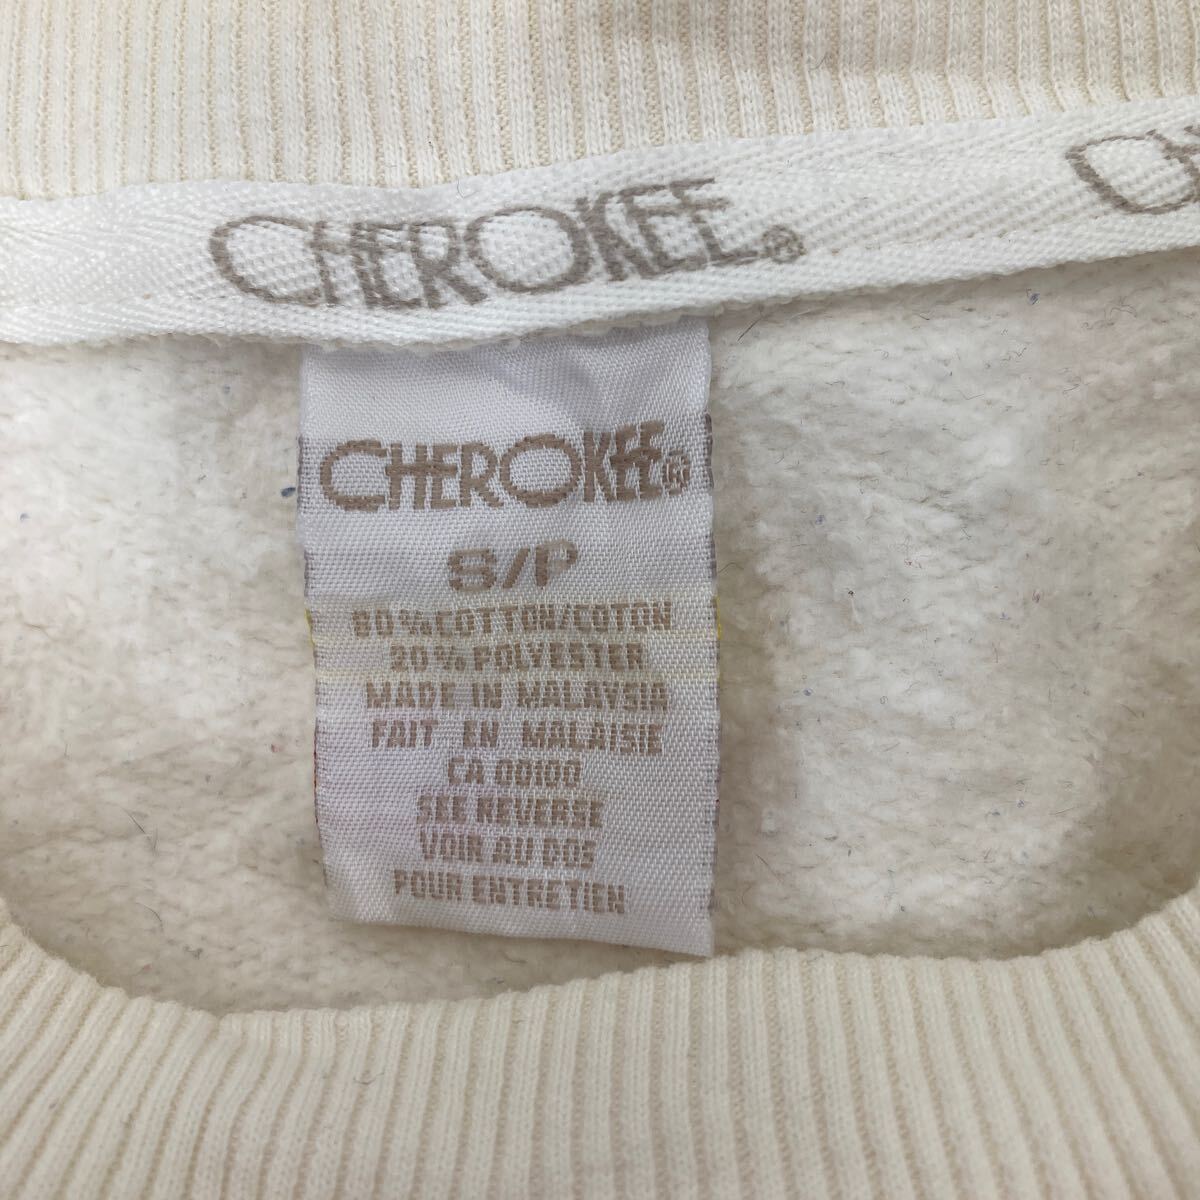 CHEROKEE®
C
CHEROKEE®
S/P
80% COTTON/COTON
20% POLYESTER
MADE IN MALAYSIA
FAIT EN MALAISIE
CA 00100
SEE REVERSE
VOIR AU DOS
POUR ENTRETIEN